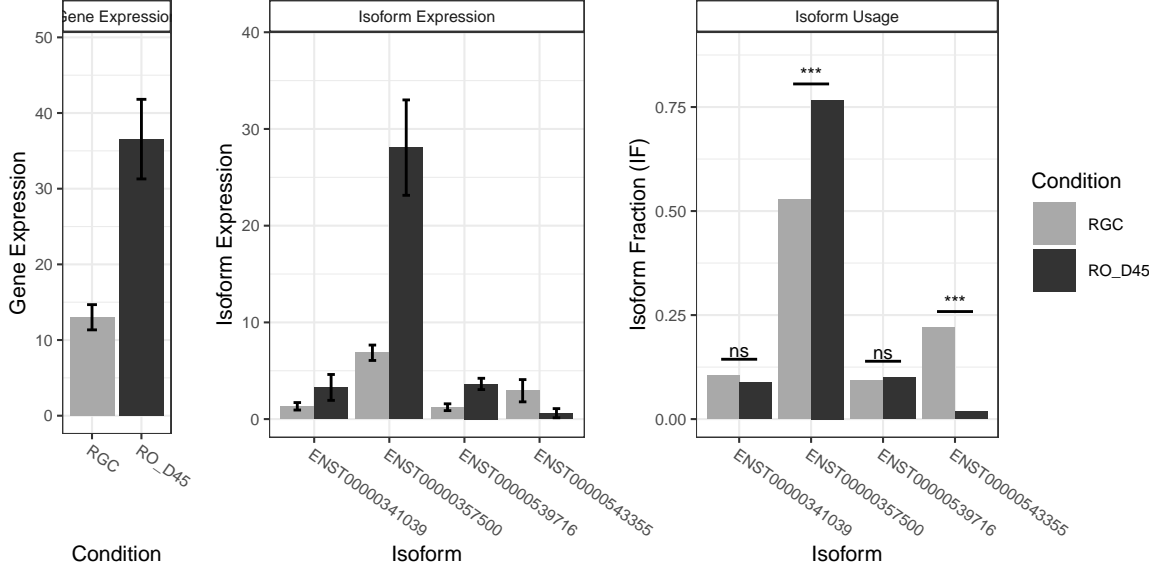 Gene Expression
Gene Expression
50
40
30
20
10
0
RGC
RO_D45
Condition
Isoform Expression
Isoform Expression
40
30
20
10
0
ENST00000341039
ENST00000357500
ENST00000539716
ENST00000543355
Isoform
Isoform Usage
Isoform Fraction (IF)
0.75
0.50
0.25
0.00
ns
***
ns
***
ENST00000341039
ENST00000357500
ENST00000539716
ENST00000543355
Isoform
Condition
RGC
RO_D45